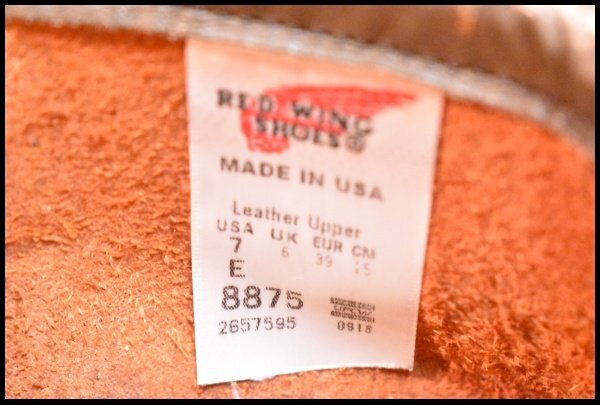 RED WING
SHOES®
MADE IN USA
Leather Upper
USA UK EUR CM
7 6 39 25
E
8875
2657595 0918